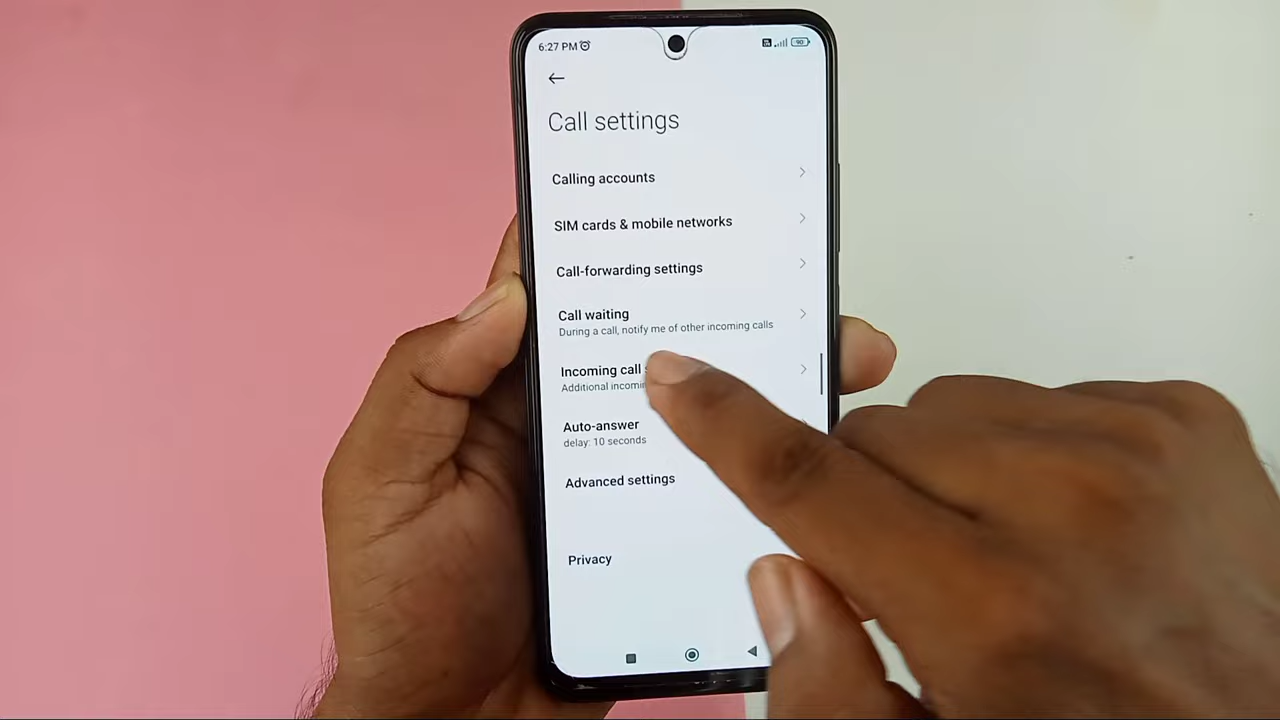 6:27 PM
90
Call settings
Calling accounts
SIM cards & mobile networks
Call-forwarding settings
Call waiting
During a call, notify me of other incoming calls
Incoming call
Additional
Auto-answer
delay: 10 seconds
Advanced settings
Privacy